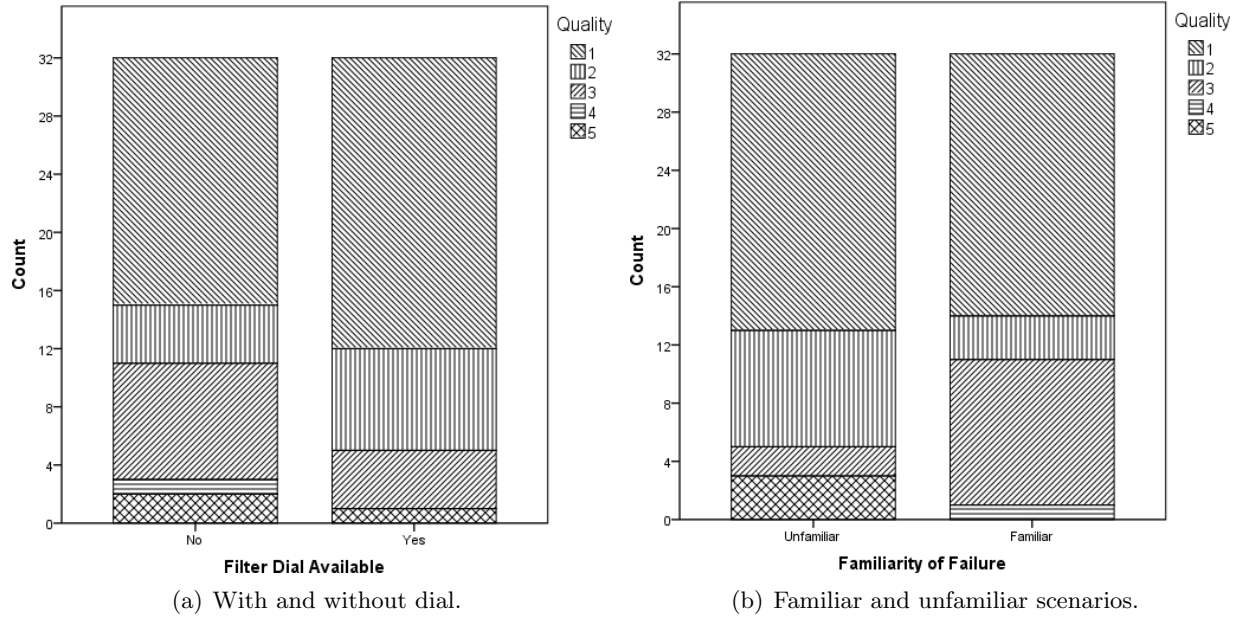 Quality
1
2
3
4
5
32
28
24
20
16
12
8
4
0
Count
No
Yes
Filter Dial Available
(a) With and without dial.
Quality
1
2
3
4
5
32
28
24
20
16
12
8
4
0
Count
Unfamiliar
Familiar
Familiarity of Failure
(b) Familiar and unfamiliar scenarios.